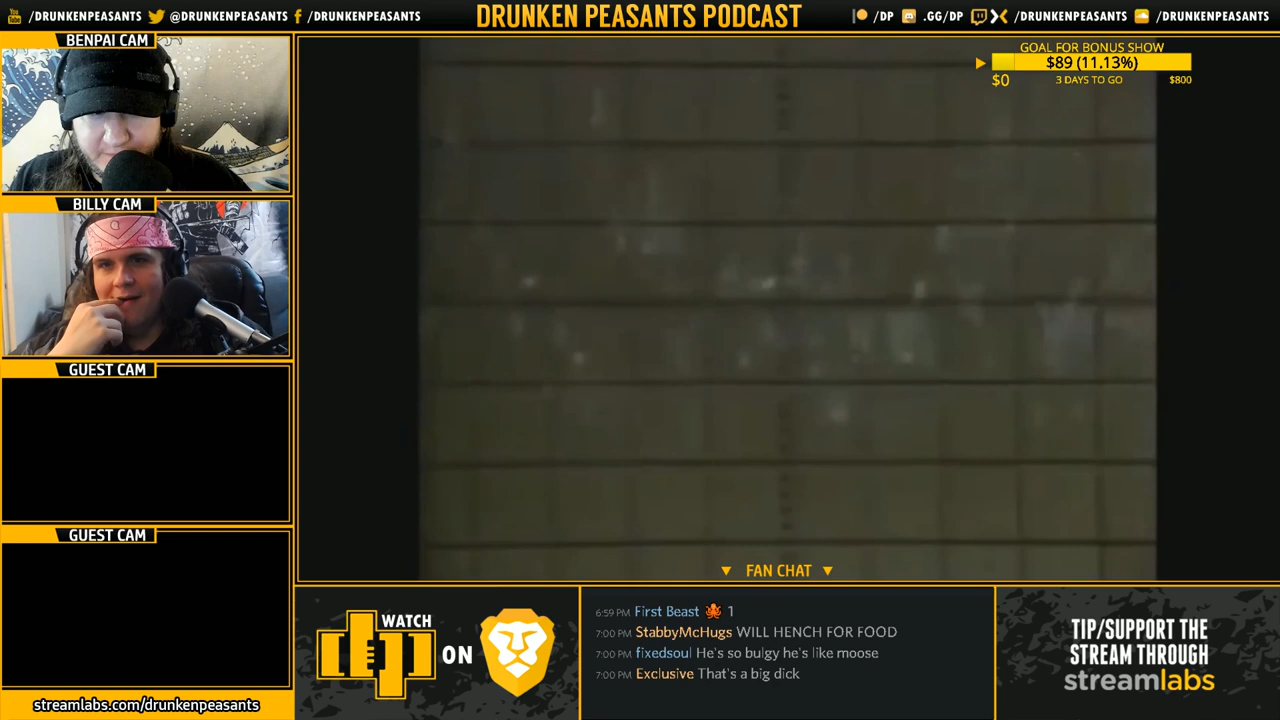 You Tube /DRUNKENPEASANTS @DRUNKENPEASANTS /DRUNKENPEASANTS
DRUNKEN PEASANTS PODCAST
/DP .GG/DP /DRUNKENPEASANTS /DRUNKENPEASANTS
BENPAI CAM
GOAL FOR BONUS SHOW
$89 (11.13%)
$0 3 DAYS TO GO $800
BILLY CAM
GUEST CAM
GUEST CAM
FAN CHAT
streamlabs.com/drunkenpeasants
WATCH
ON
6:59 PM First Beast 🐙 1
7:00 PM StabbyMcHugs WILL HENCH FOR FOOD
7:00 PM fixedsoul He's so bulgy he's like moose
7:00 PM Exclusive That's a big dick
TIP/SUPPORT THE
STREAM THROUGH
streamlabs